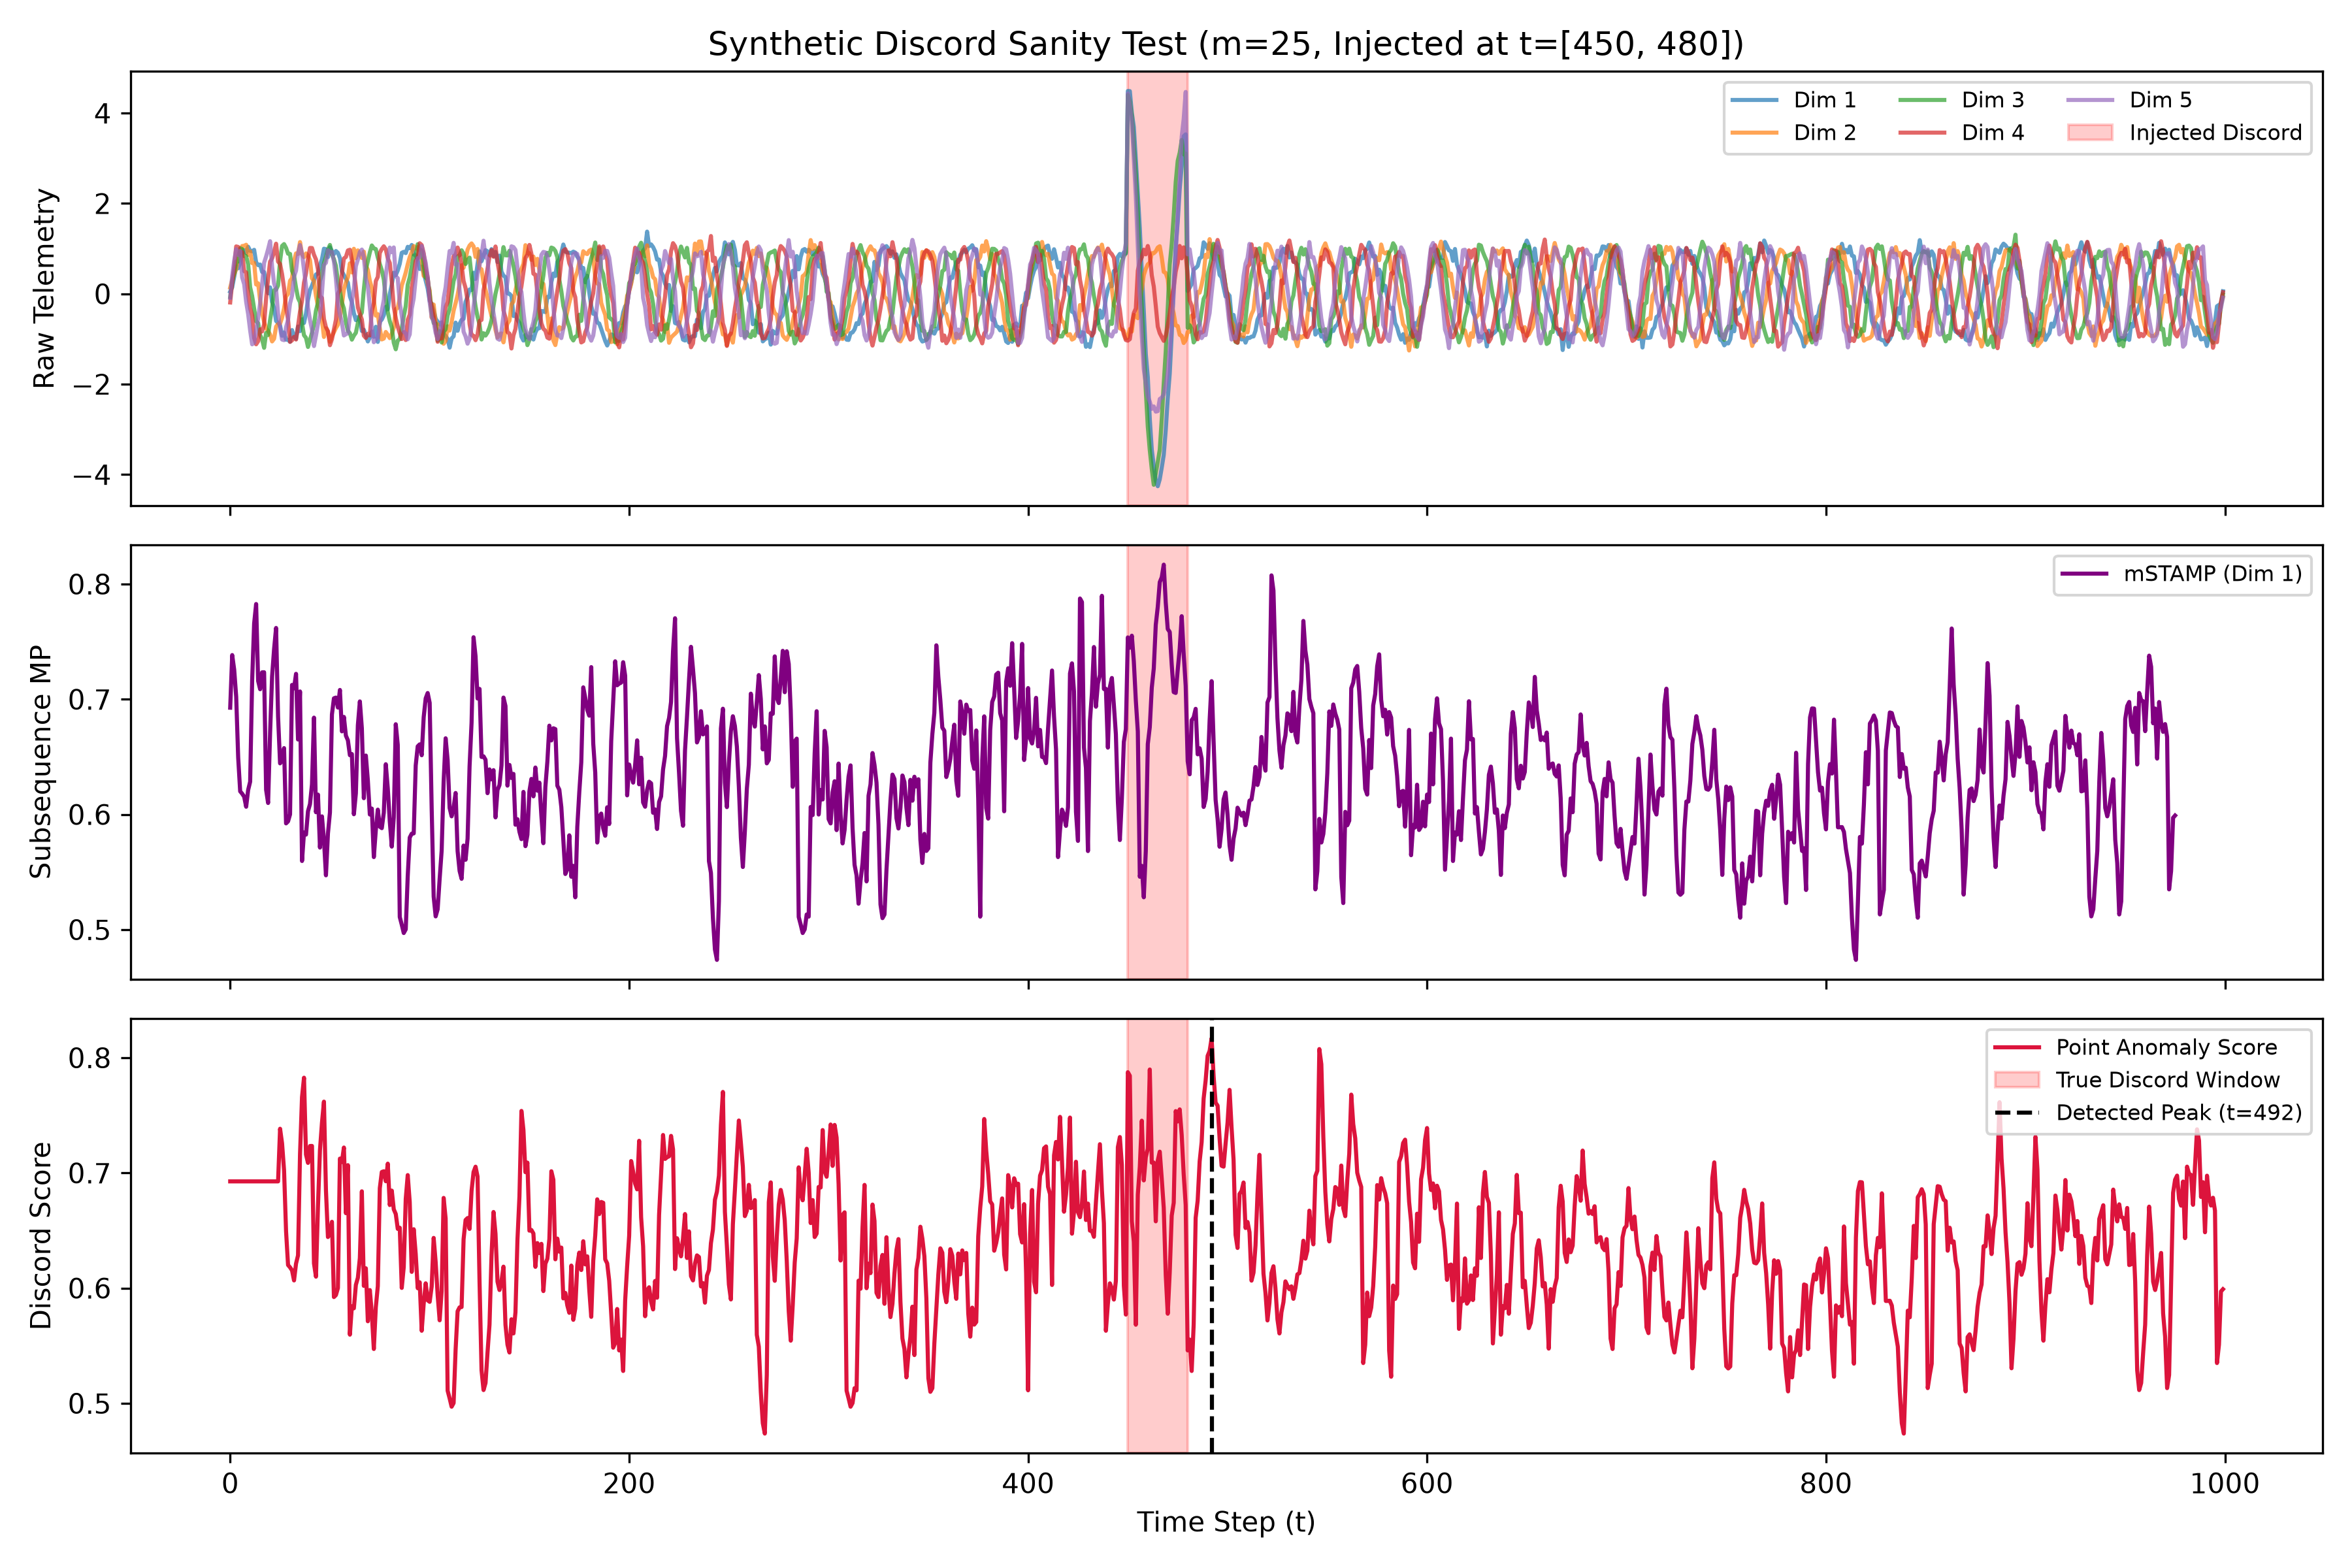 Synthetic Discord Sanity Test (m=25, Injected at t=[450, 480])
Raw Telemetry
4
2
0
−2
−4
Dim 1 Dim 3 Dim 5
Dim 2 Dim 4 Injected Discord
Subsequence MP
0.8
0.7
0.6
0.5
mSTAMP (Dim 1)
Discord Score
0.8
0.7
0.6
0.5
Point Anomaly Score
True Discord Window
Detected Peak (t=492)
0 200 400 600 800 1000
Time Step (t)